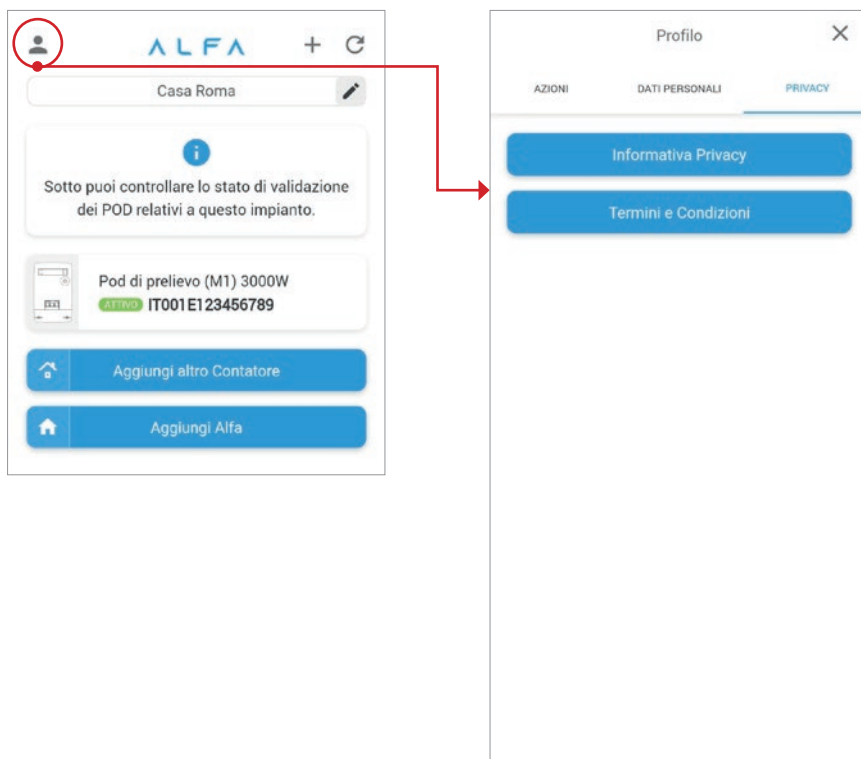 ALFA
Casa Roma
Sotto puoi controllare lo stato di validazione
dei POD relativi a questo impianto.
Pod di prelievo (M1) 3000W
ATTIVO IT001E123456789
Aggiungi altro Contatore
Aggiungi Alfa
Profilo
AZIONI DATI PERSONALI PRIVACY
Informativa Privacy
Termini e Condizioni